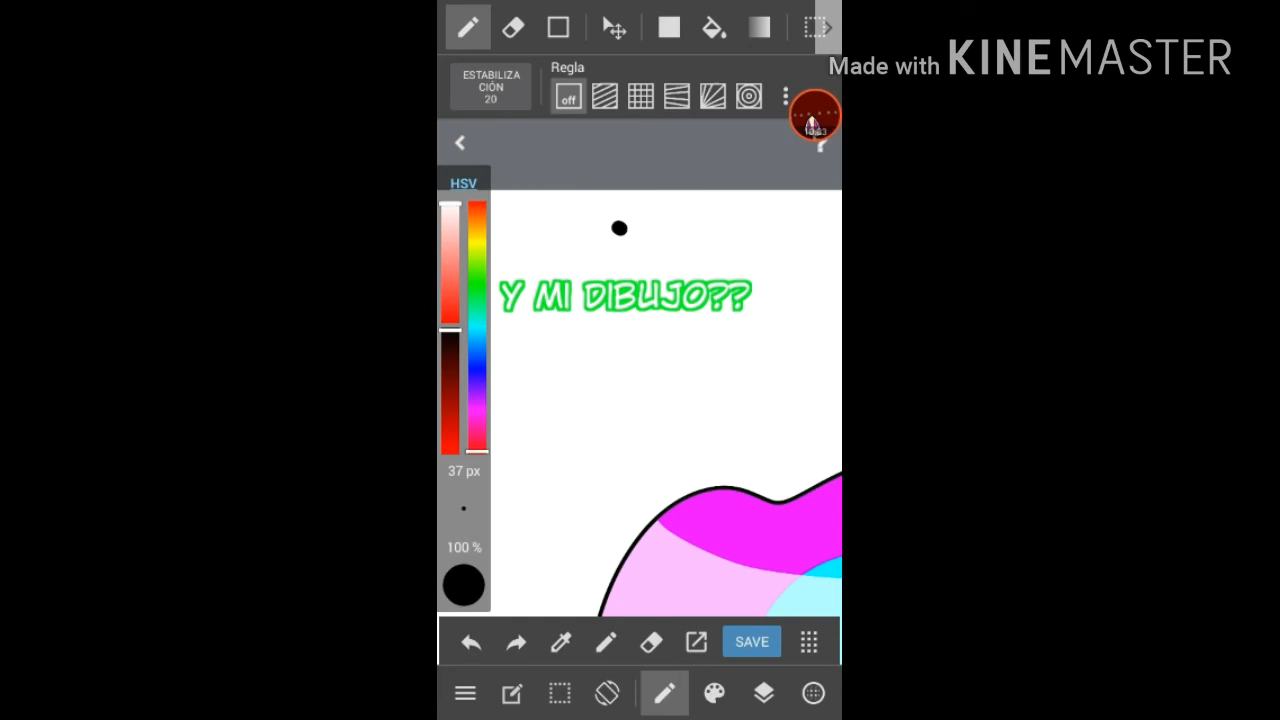 Regla
Made with KINEMASTER
ESTABILIZA
CIÓN
20
off
HSV
Y MI DIBUJO??
37 px
100 %
SAVE